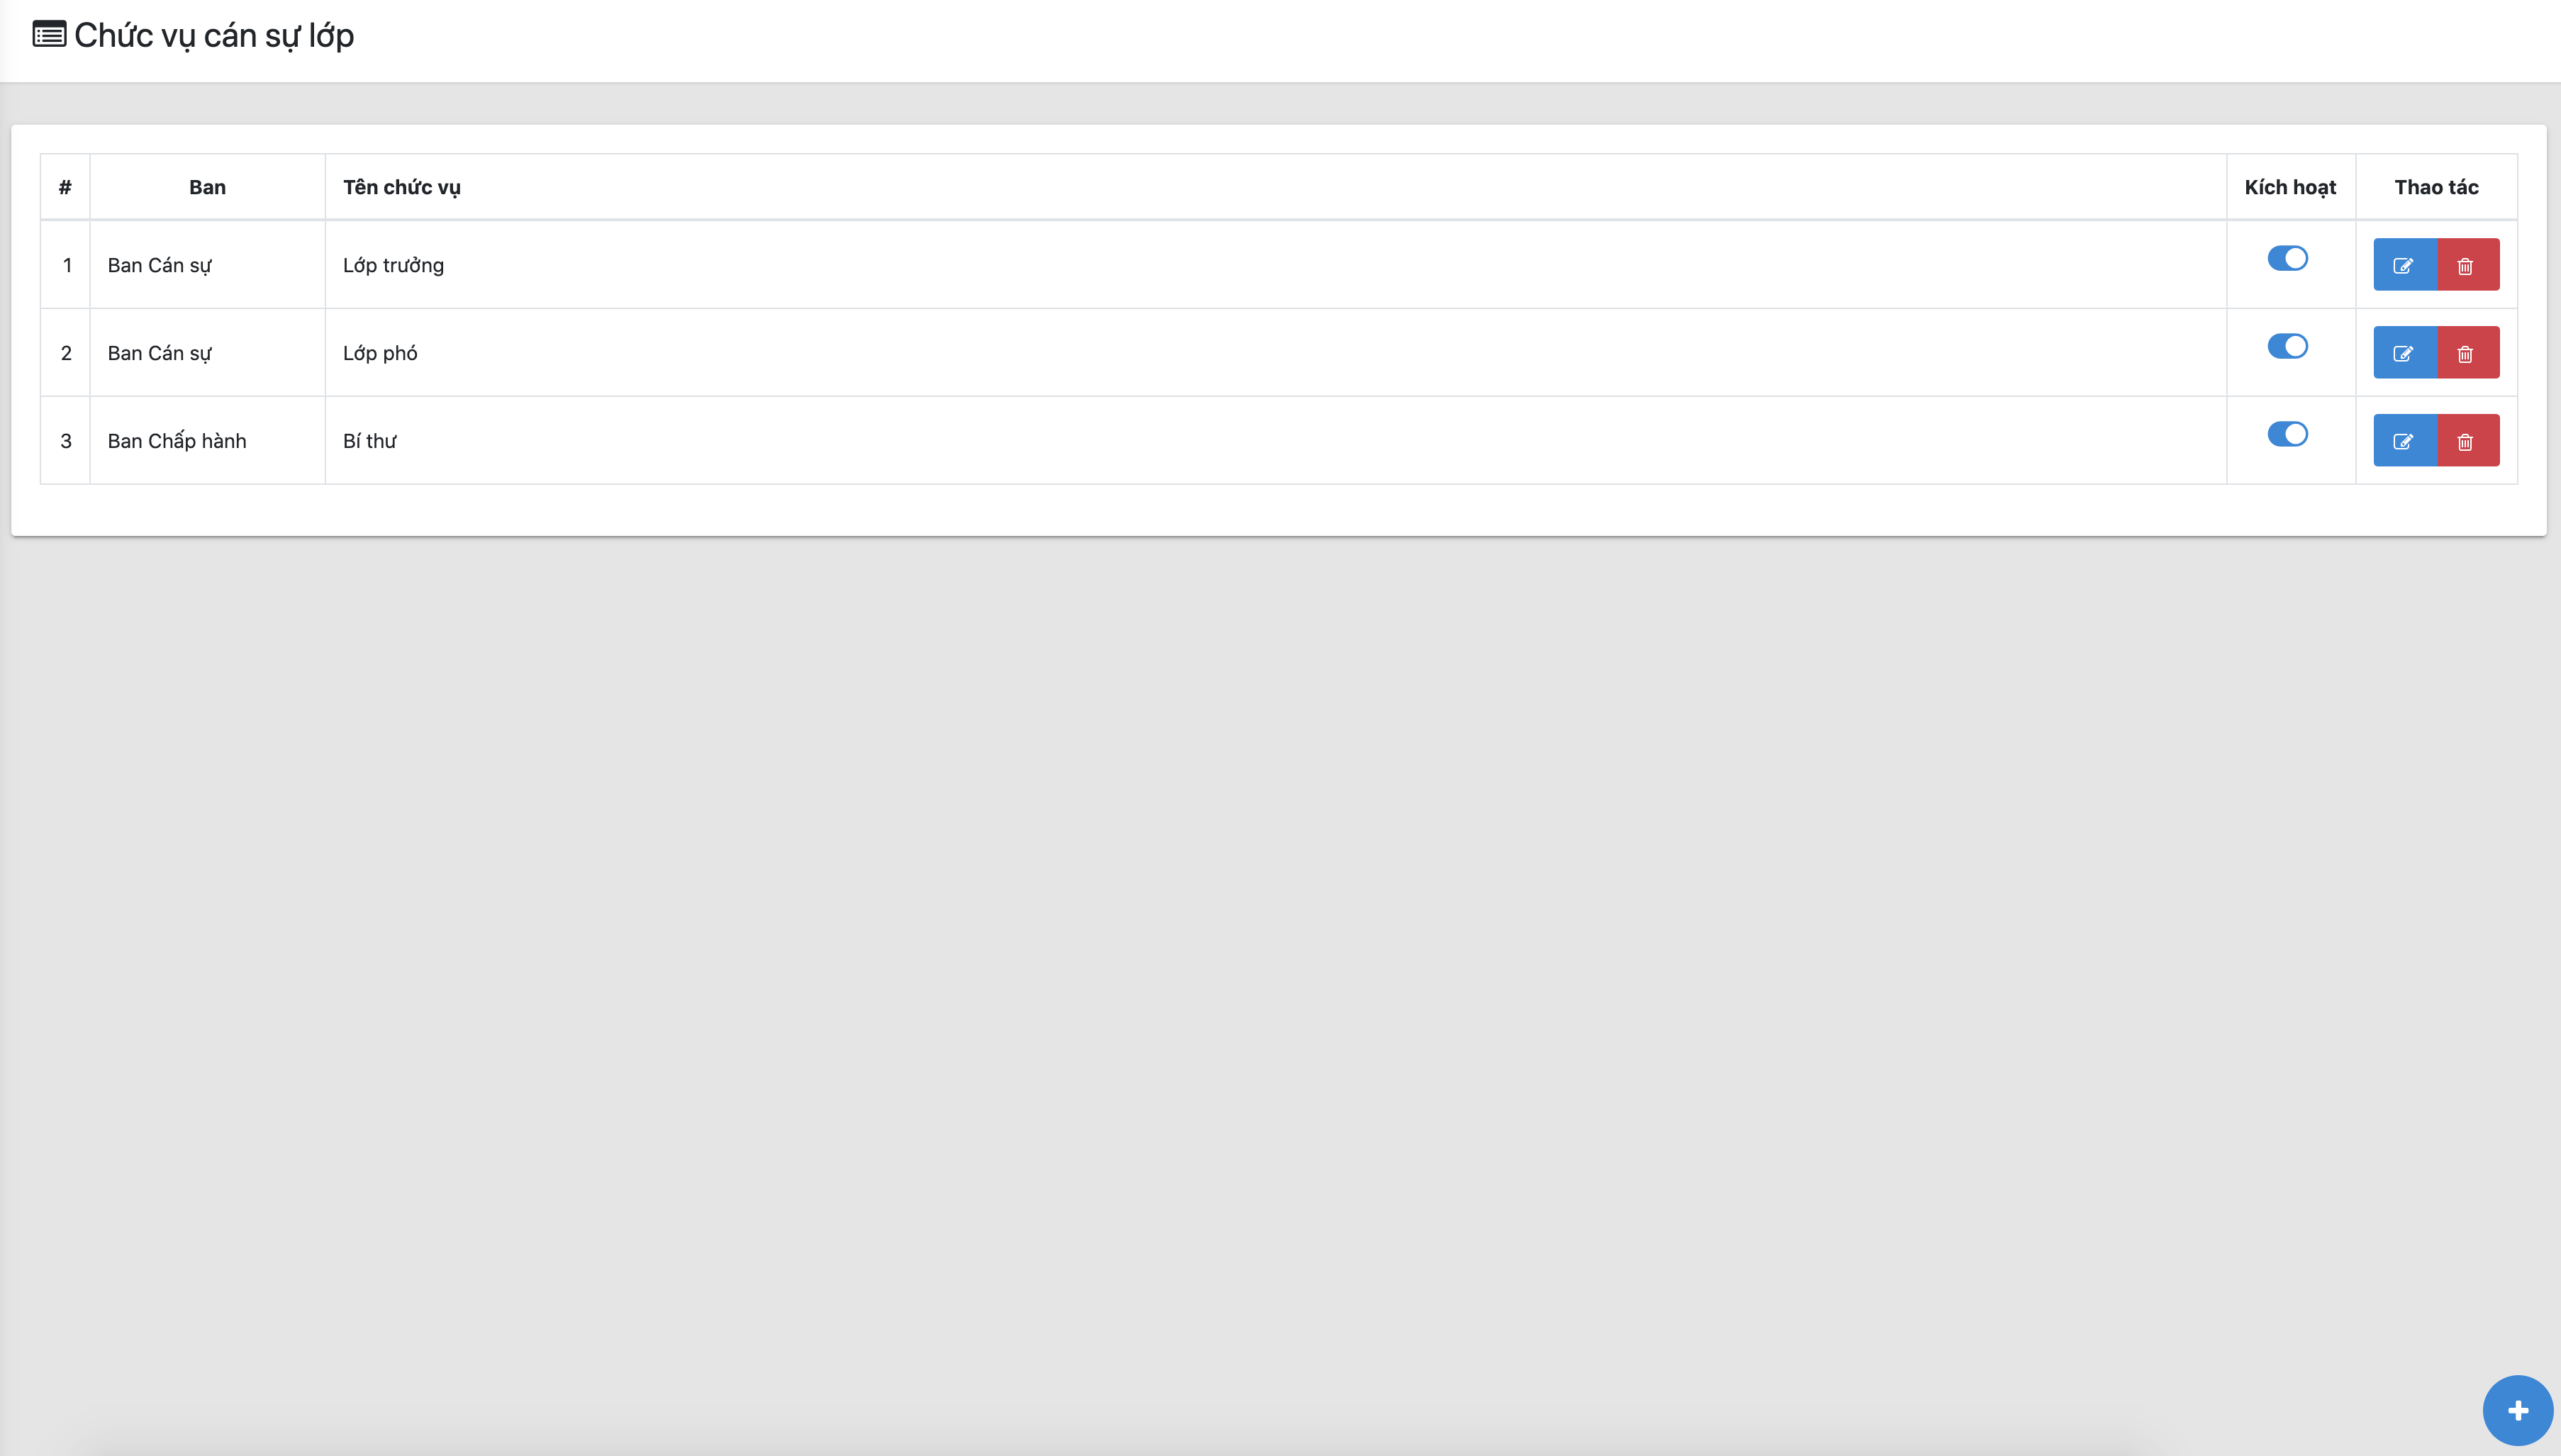 Chức vụ cán sự lớp
# Ban Tên chức vụ Kích hoạt Thao tác
1 Ban Cán sự Lớp trưởng
2 Ban Cán sự Lớp phó
3 Ban Chấp hành Bí thư